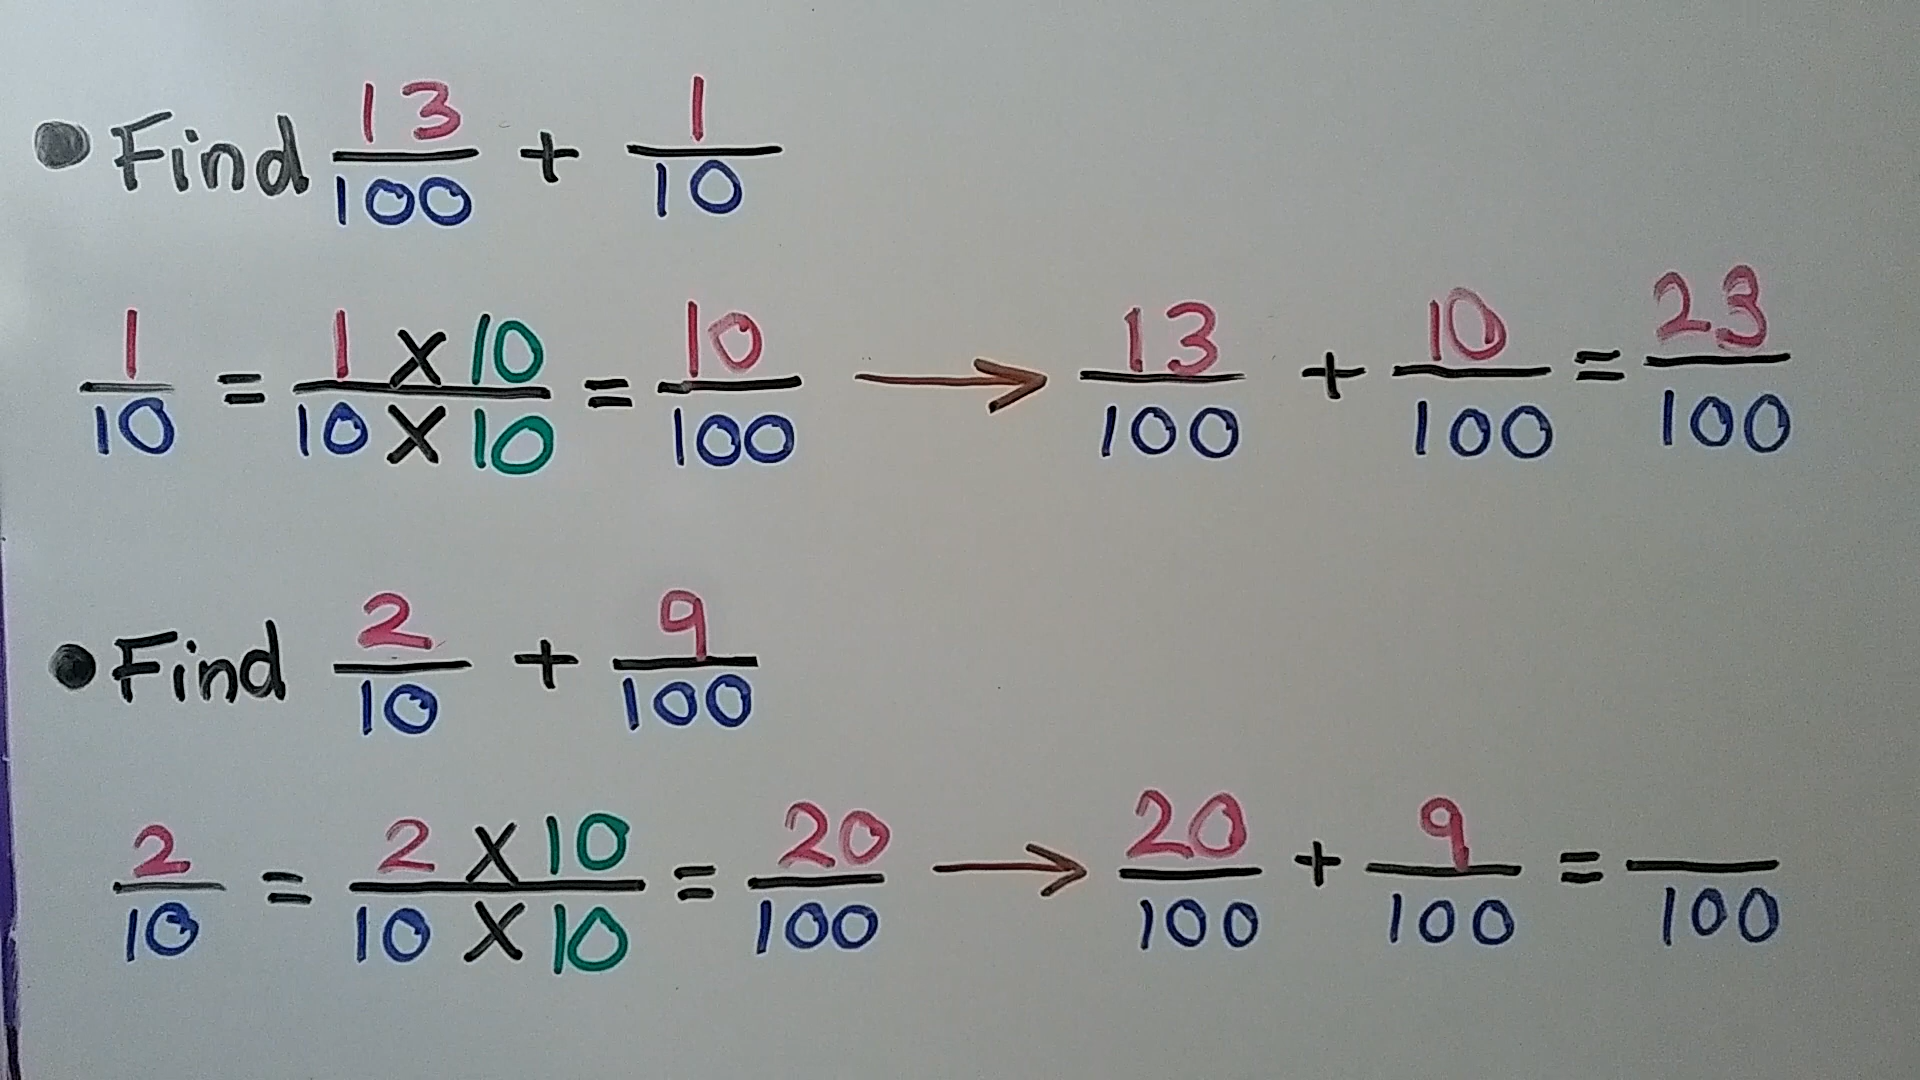 • Find 13/100 + 1/10
1/10 = 1 X 10/10 X 10 = 10/100 → 13/100 + 10/100 = 23/100
• Find 2/10 + 9/100
2/10 = 2 X 10/10 X 10 = 20/100 → 20/100 + 9/100 = /100